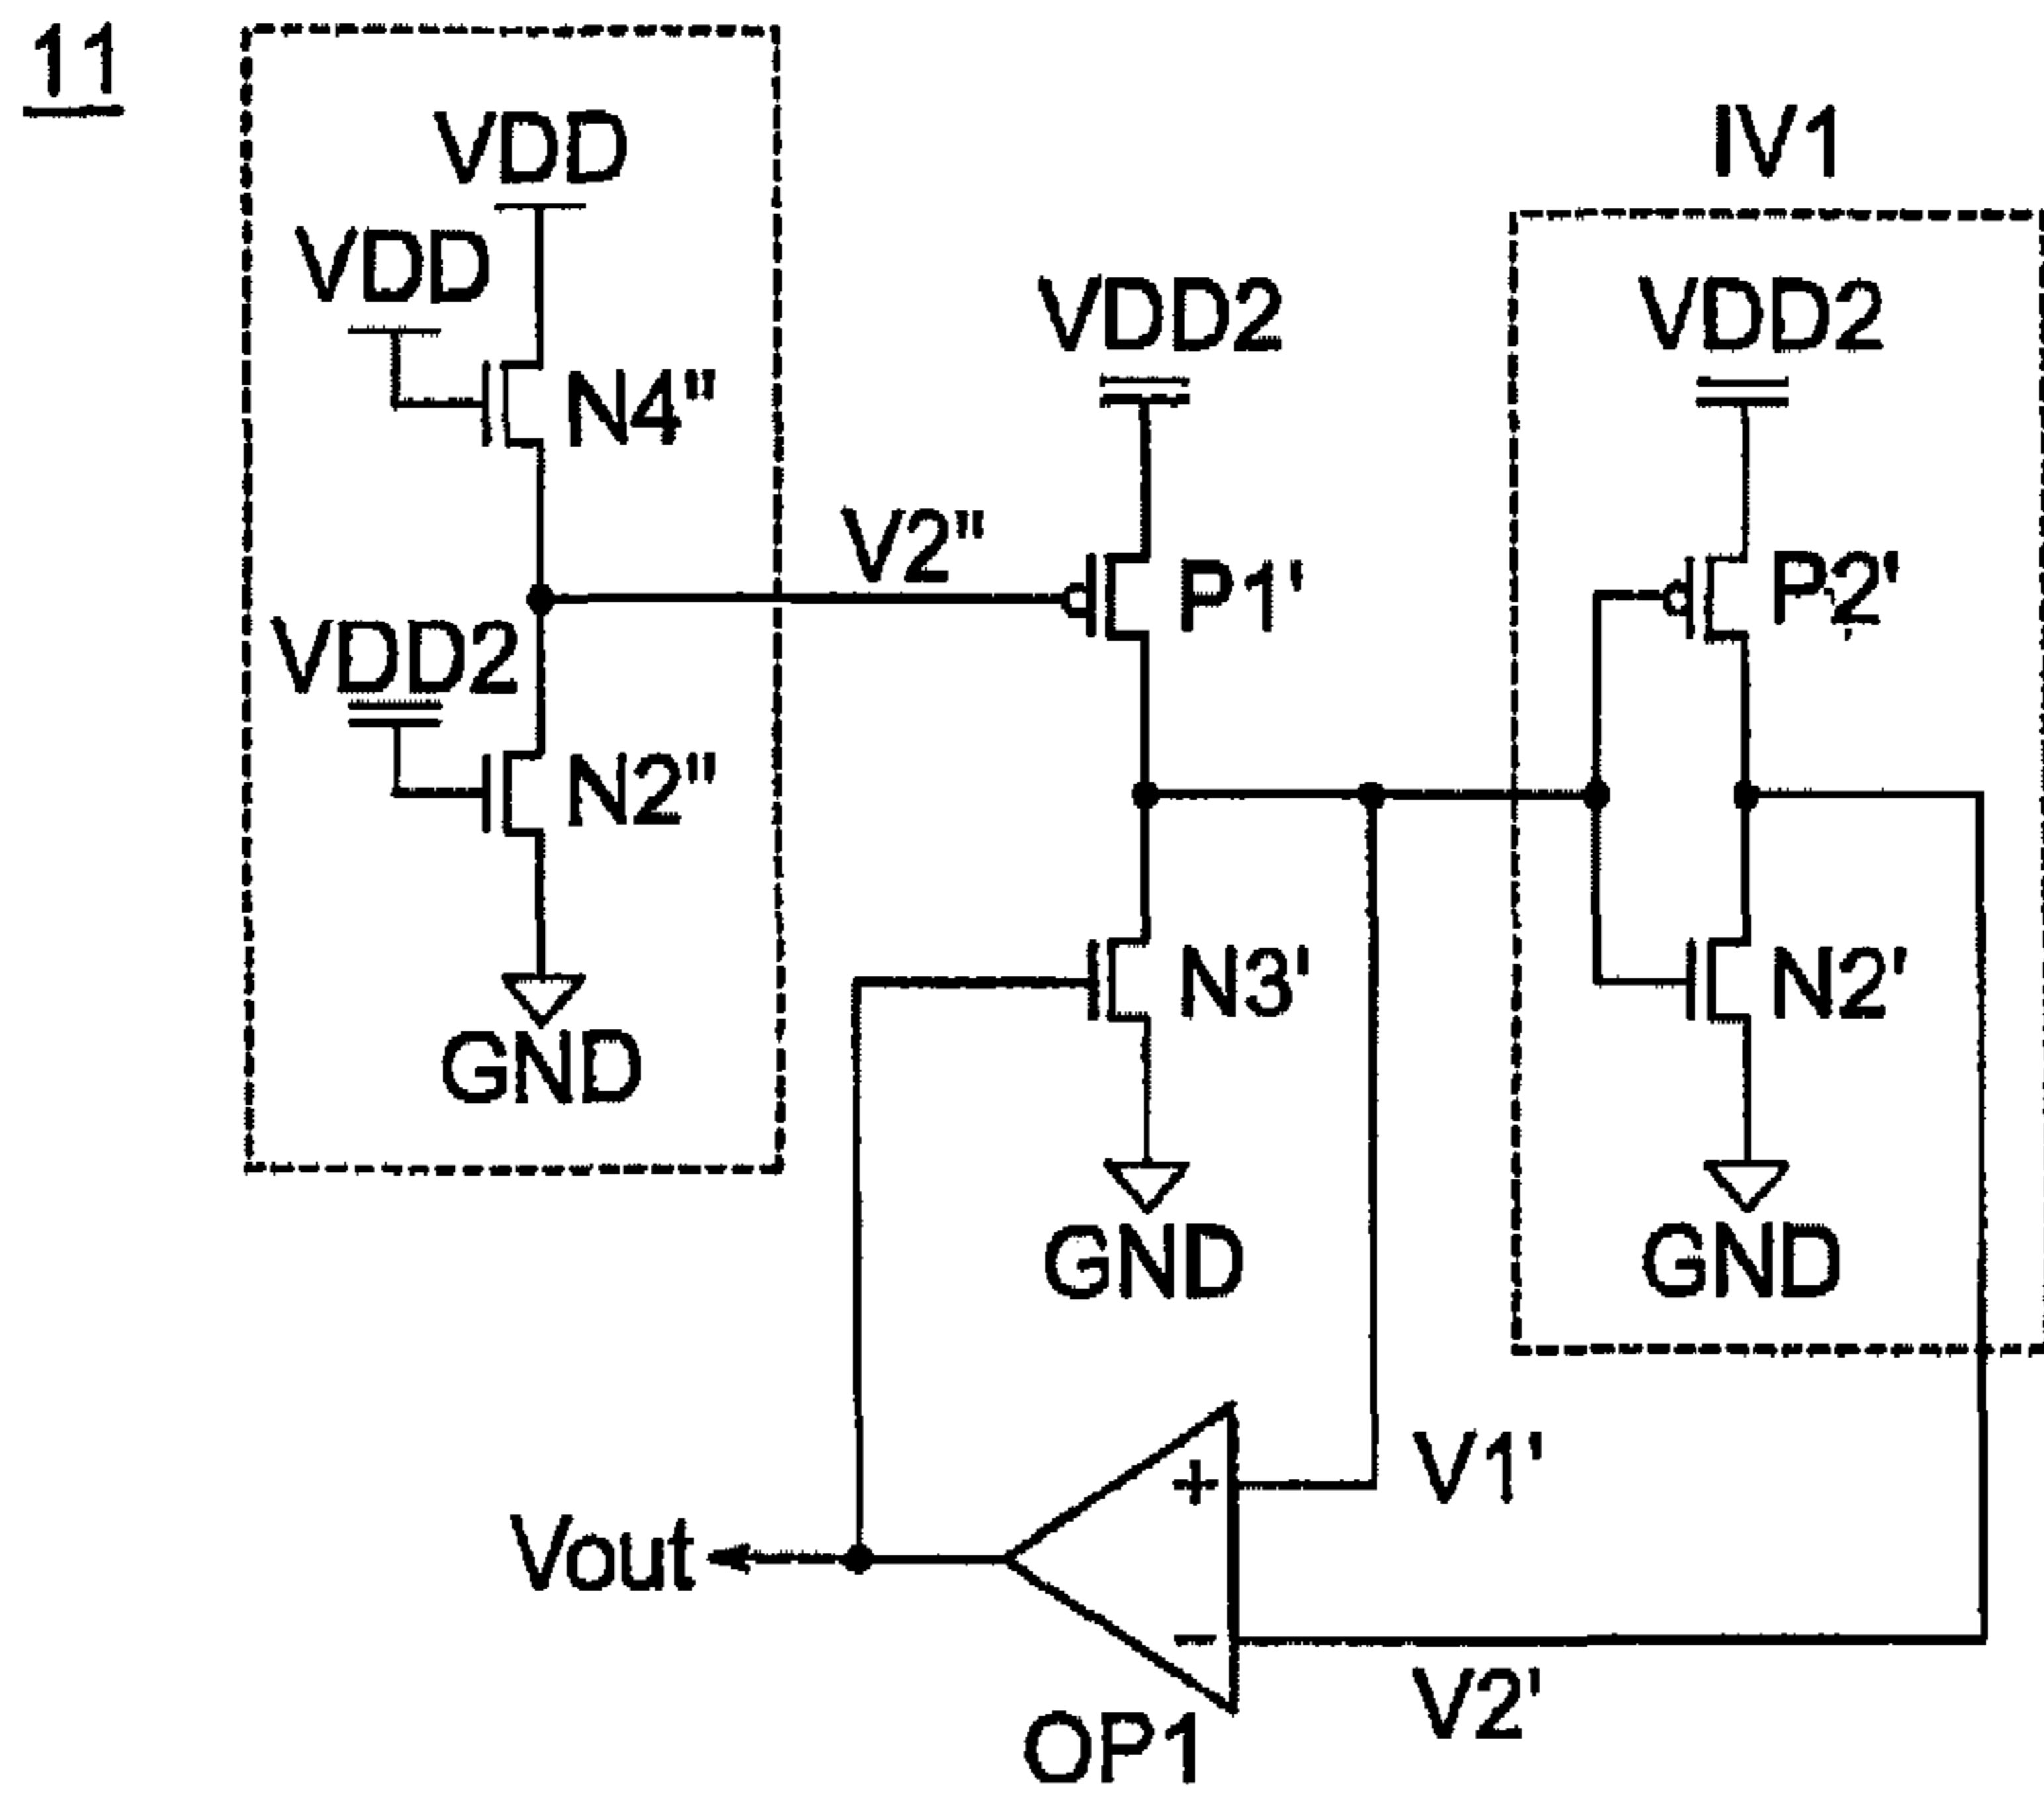 11
VDD
VDD
N4"
VDD2
N2"
GND
V2"
VDD2
P1'
N3'
GND
IV1
VDD2
P2'
N2'
GND
Vout
+
−
V1'
V2'
OP1